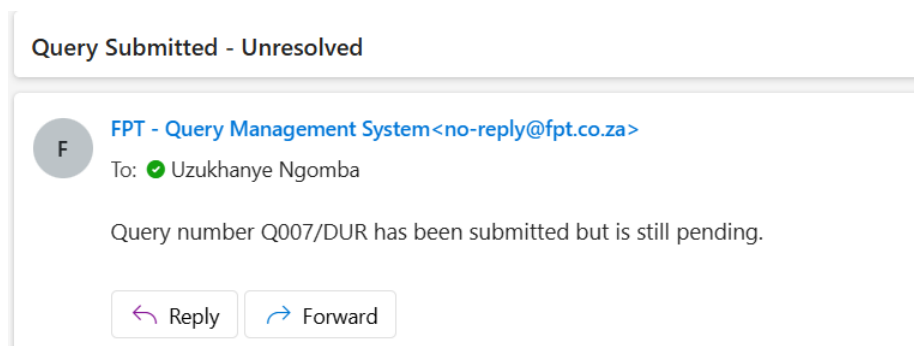 Query Submitted - Unresolved
FPT - Query Management System<no-reply@fpt.co.za>
F
To: Uzukhanye Ngomba
Query number Q007/DUR has been submitted but is still pending.
Reply Forward